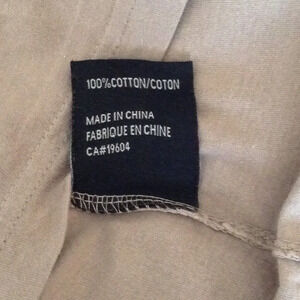 100%COTTON/COTON
MADE IN CHINA
FABRIQUE EN CHINE
CA#19604